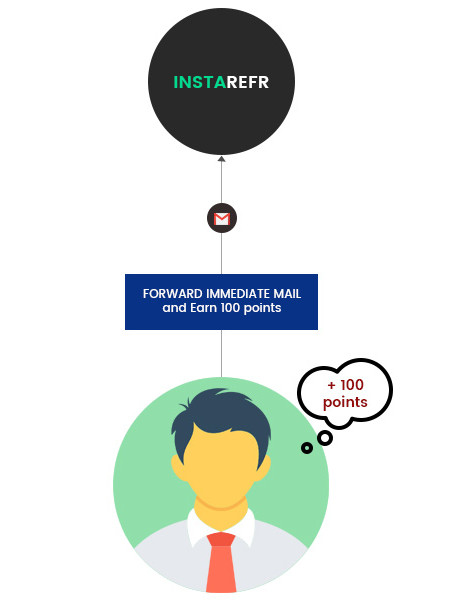 INSTAREFR
FORWARD IMMEDIATE MAIL
and Earn 100 points
+ 100
points